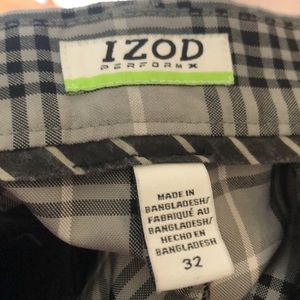 IZOD
PERFORMX
MADE IN
BANGLADESH/
FABRIQUÉ AU
BANGLADESH/
HECHO EN
BANGLADESH
32